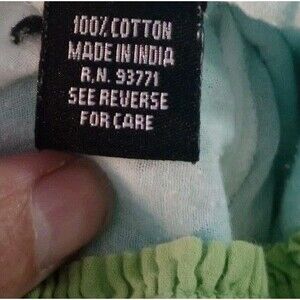 100% COTTON
MADE IN INDIA
R.N. 93771
SEE REVERSE
FOR CARE